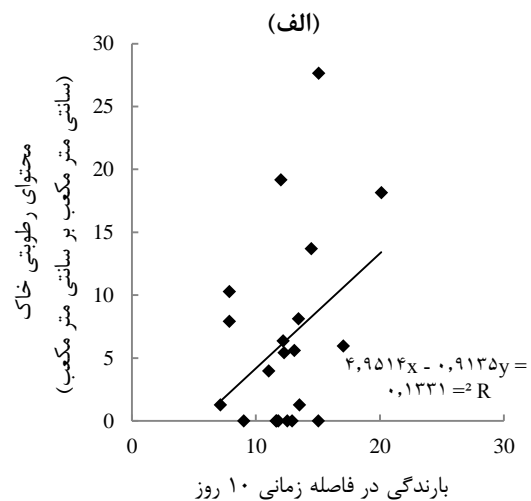 (الف)
محتوای رطوبتی خاک
(سانتی متر مکعب بر سانتی متر مکعب)
30
25
20
15
10
5
0
۴,۹۵۱۴x - ۰,۹۱۳۵y =
۰,۱۳۳۱ =² R
0 10 20 30
بارندگی در فاصله زمانی ۱۰ روز